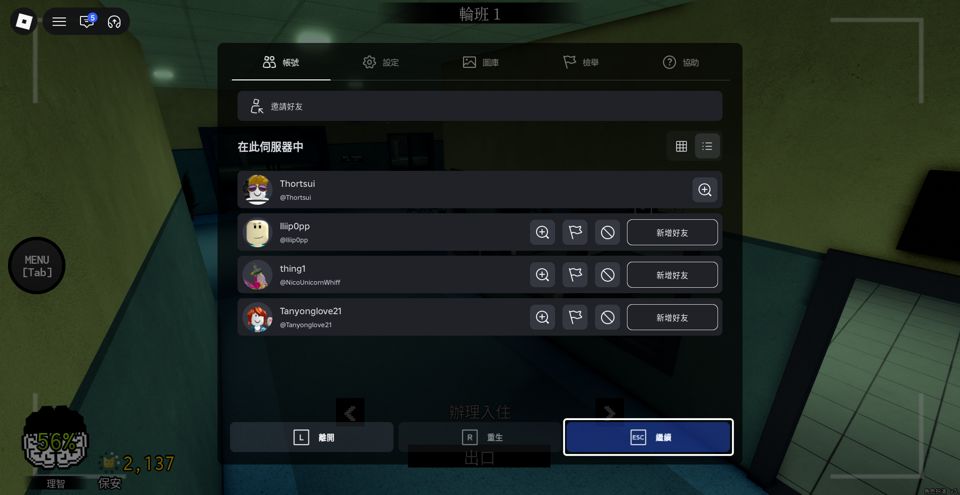 輪班 1
5
帳號
設定
圖庫
檢舉
協助
邀請好友
在此伺服器中
Thortsui
@Thortsui
lliip0pp
@lliip0pp
新增好友
thing1
@NicoUnicornWhiff
新增好友
Tanyonglove21
@Tanyonglove21
新增好友
MENU
[Tab]
辦理入住
L 離開
R 重生
ESC 繼續
出口
56%
理智
2,137
保安